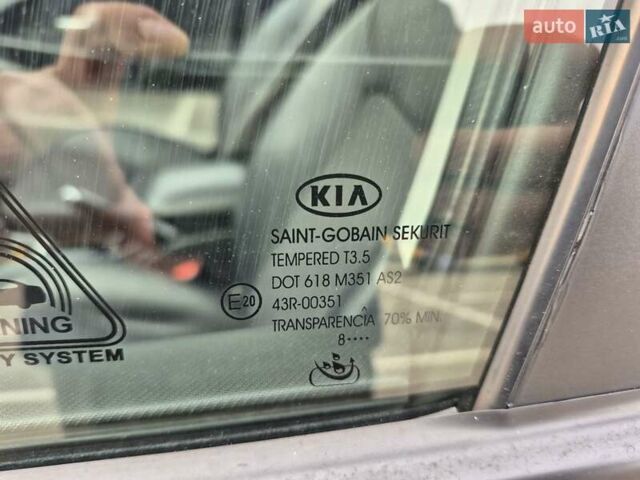 auto RIA
.com
KIA
SAINT-GOBAIN SEKURIT
TEMPERED T3.5
DOT 618 M351 AS2
E20
43R-00351
TRANSPARENCIA 70% MIN.
8••••
NING
Y SYSTEM